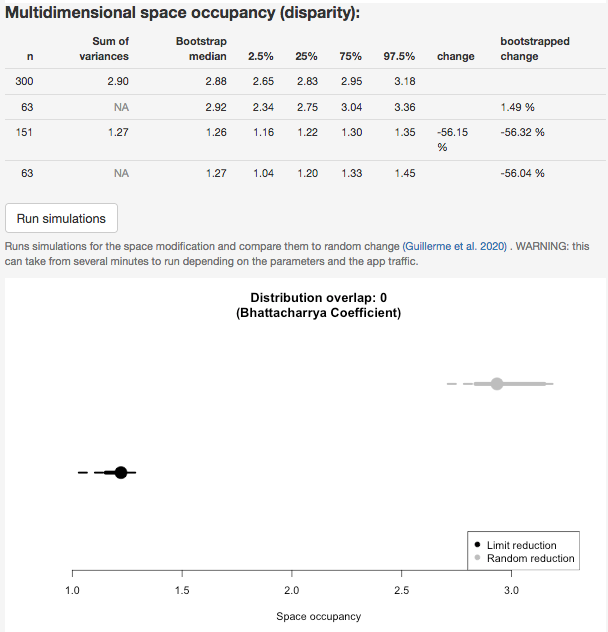 Multidimensional space occupancy (disparity):
Sum of Bootstrap bootstrapped
n variances median 2.5% 25% 75% 97.5% change change
300 2.90 2.88 2.65 2.83 2.95 3.18
63 NA 2.92 2.34 2.75 3.04 3.36 1.49 %
151 1.27 1.26 1.16 1.22 1.30 1.35 -56.15 -56.32 %
%
63 NA 1.27 1.04 1.20 1.33 1.45 -56.04 %
Run simulations
Runs simulations for the space modification and compare them to random change (Guillerme et al. 2020) . WARNING: this
can take from several minutes to run depending on the parameters and the app traffic.
Distribution overlap: 0
(Bhattacharrya Coefficient)
Limit reduction
Random reduction
1.0 1.5 2.0 2.5 3.0
Space occupancy